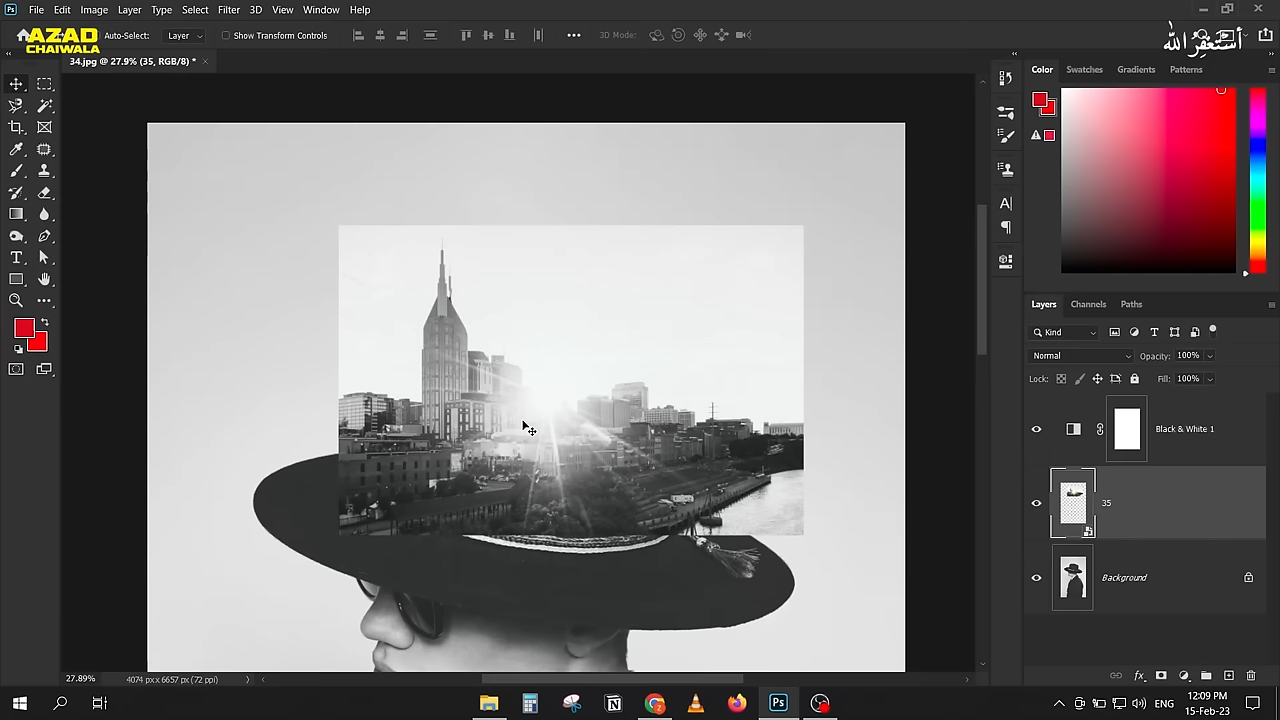 Ps File Edit Image Layer Type Select Filter 3D View Window Help
AZAD
CHAIWALA
Auto-Select: Layer Show Transform Controls 3D Mode:
أستغفر الله
34.jpg @ 27.9% (35, RGB/8) *
Color Swatches Gradients Patterns
Layers Channels Paths
Kind
Normal Opacity: 100%
Lock: Fill: 100%
Black & White 1
35
Background
27.89% 4074 px x 6657 px (72 ppi)
Ps ENG
12:09 PM
15-Feb-23